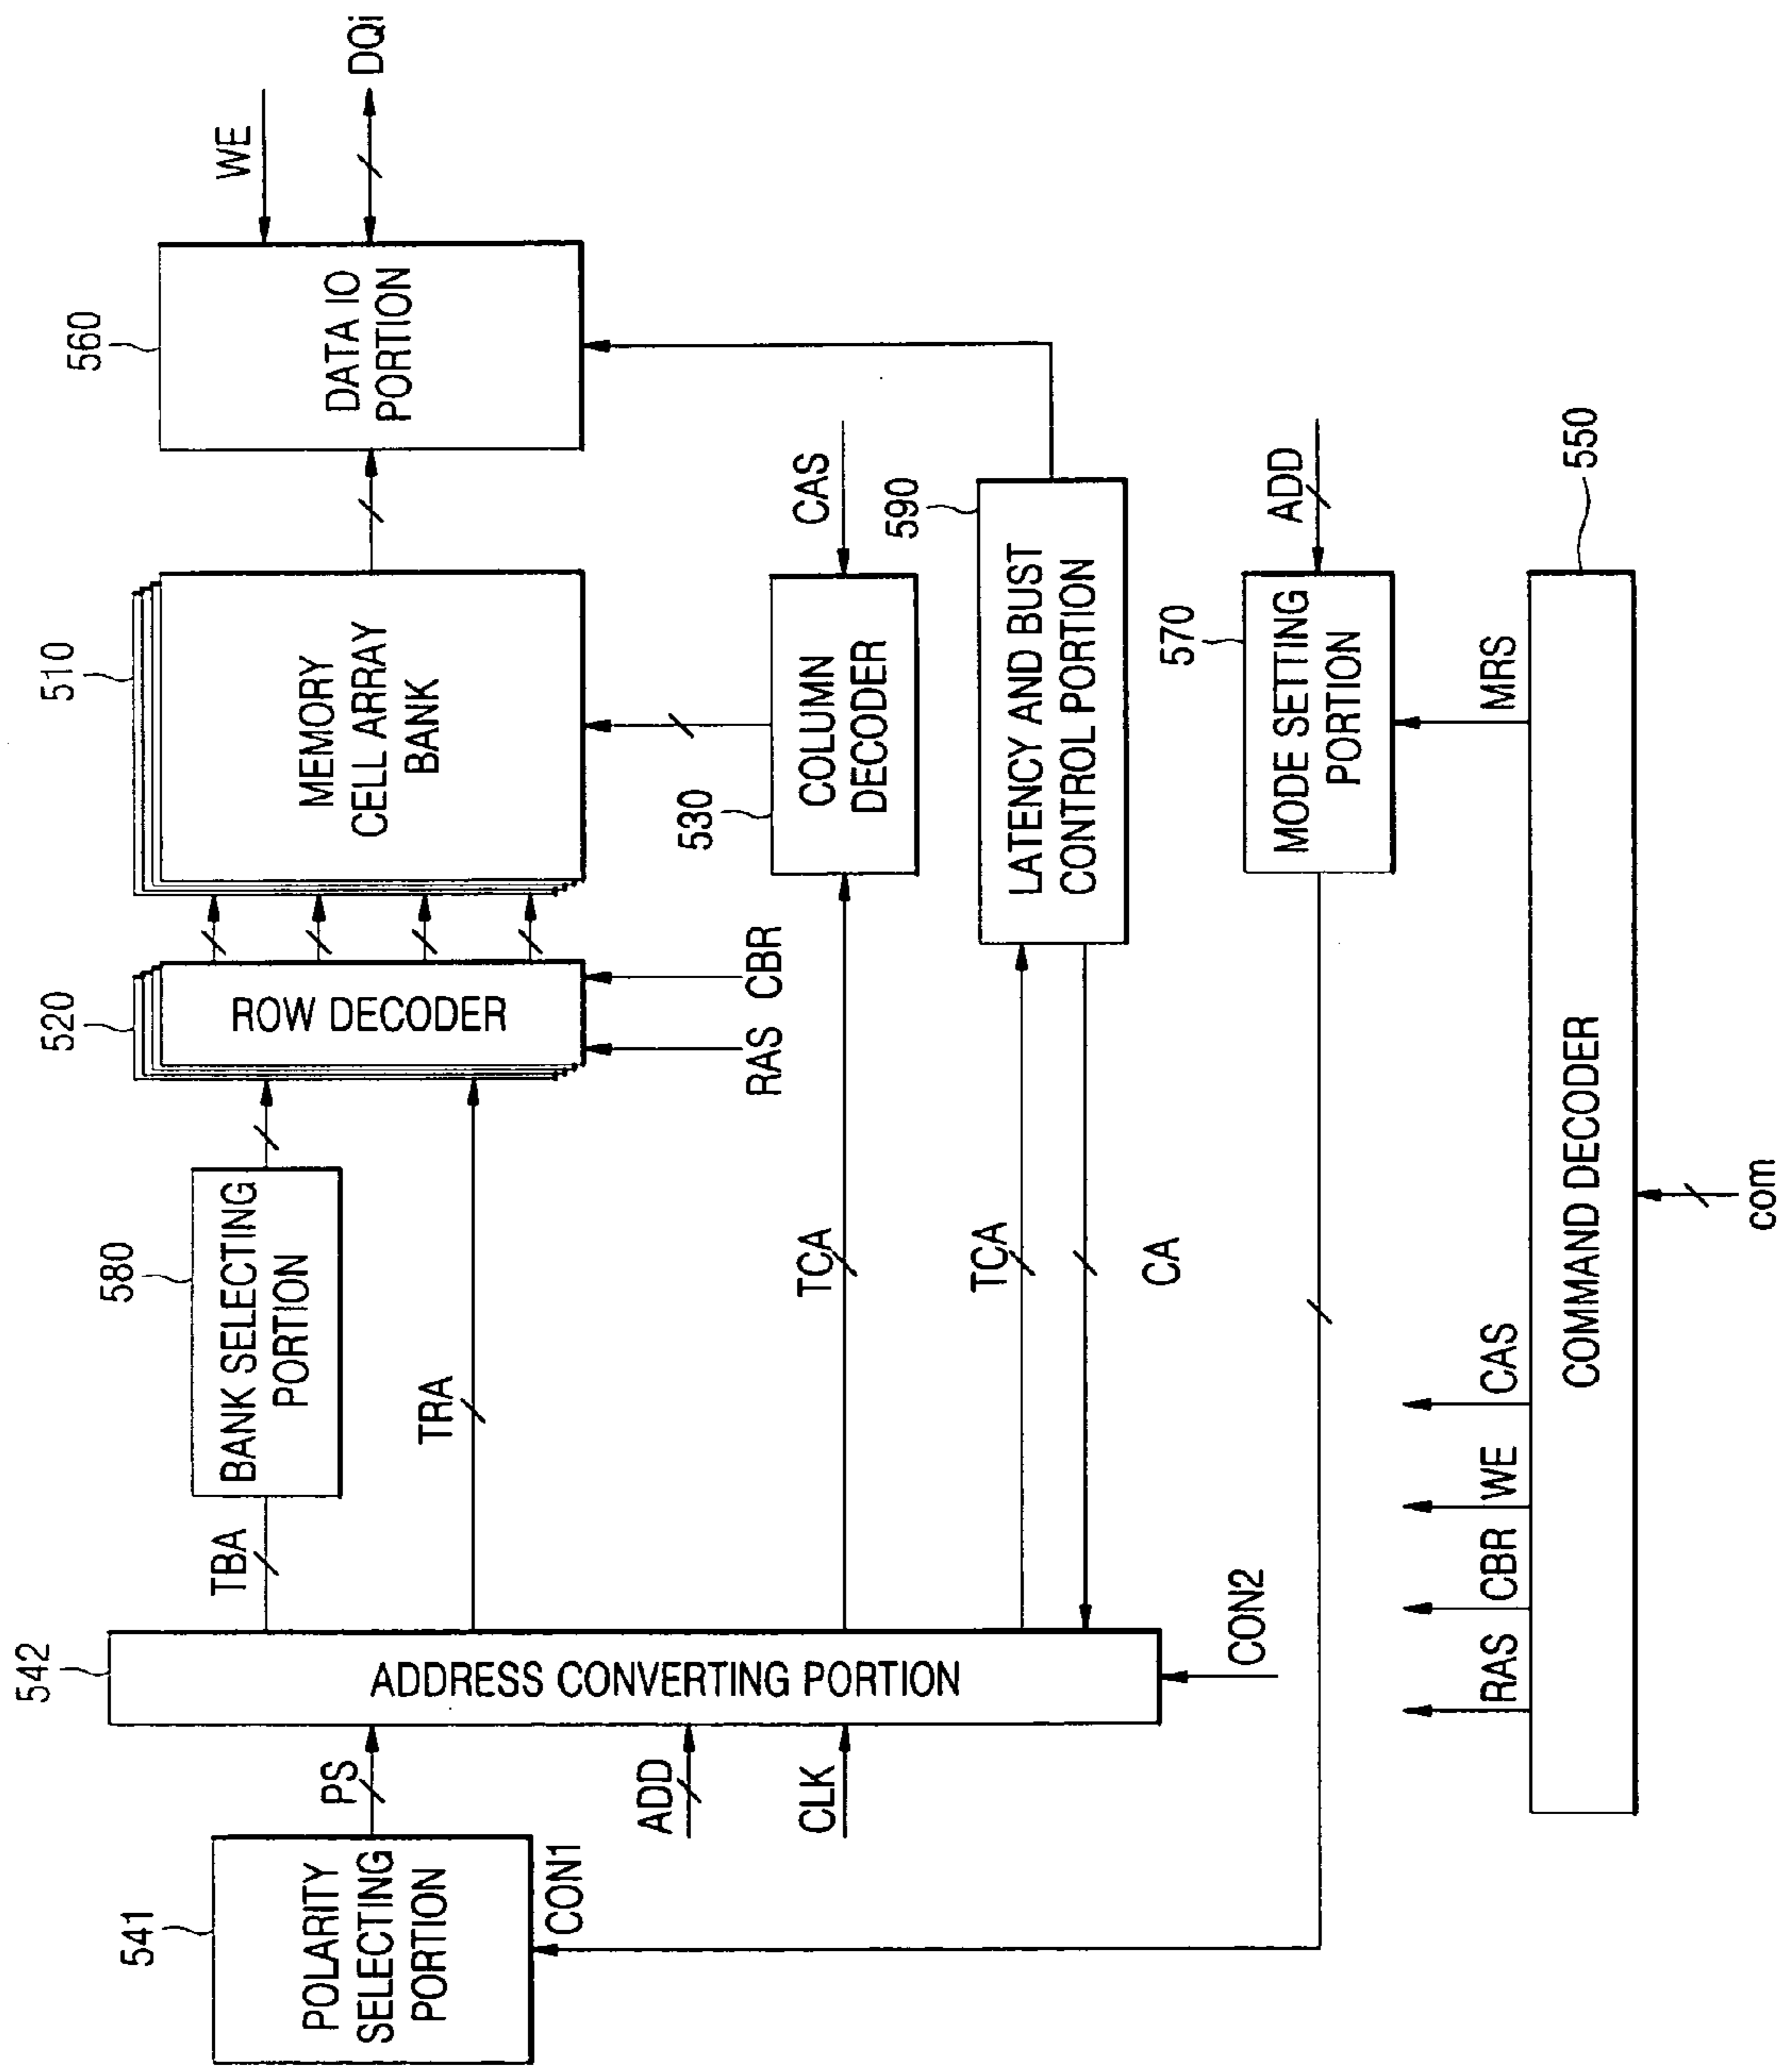 541
POLARITY
SELECTING
PORTION
CON1
PS
ADD
CLK
542
ADDRESS CONVERTING PORTION
CON2
TBA
580
BANK SELECTING
PORTION
TRA
TCA
TCA
CA
520
ROW DECODER
RAS
CBR
510
MEMORY
CELL ARRAY
BANK
530
COLUMN
DECODER
CAS
590
LATENCY AND BUST
CONTROL PORTION
560
DATA IO
PORTION
WE
DQi
570
MODE SETTING
PORTION
ADD
MRS
550
COMMAND DECODER
RAS
CBR
WE
CAS
com